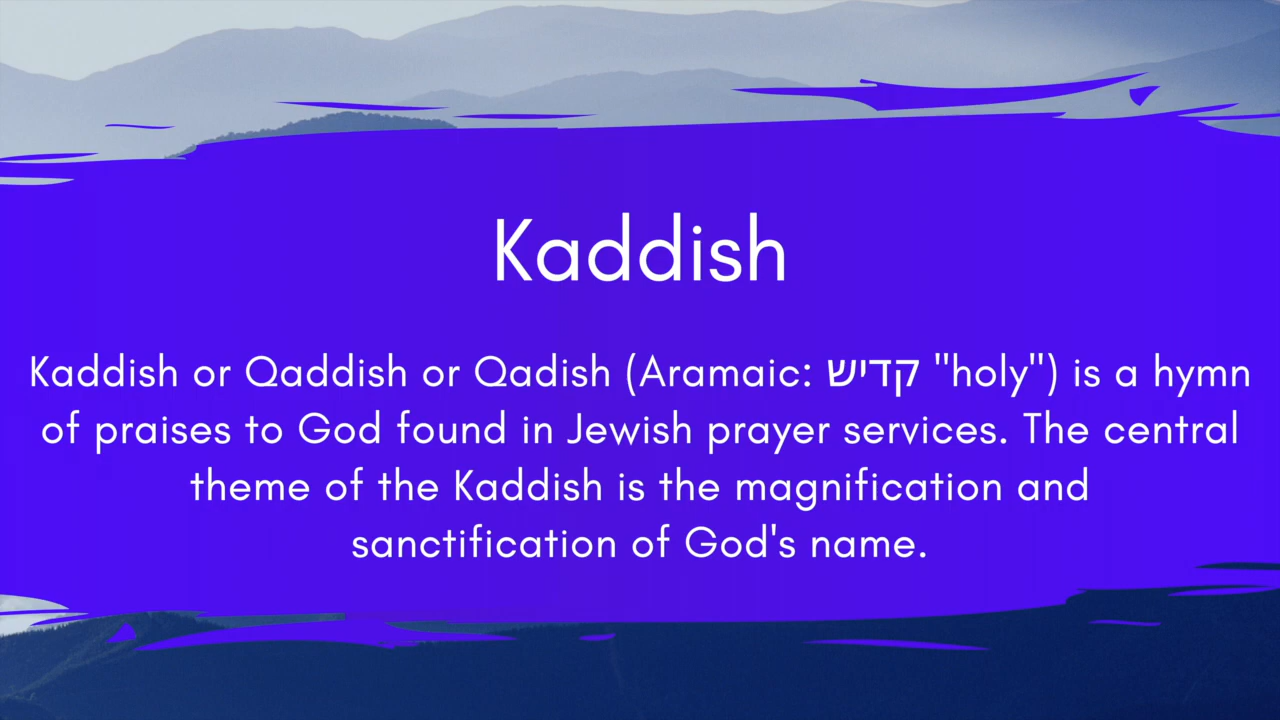 Kaddish
Kaddish or Qaddish or Qadish (Aramaic: קדיש "holy") is a hymn
of praises to God found in Jewish prayer services. The central
theme of the Kaddish is the magnification and
sanctification of God's name.